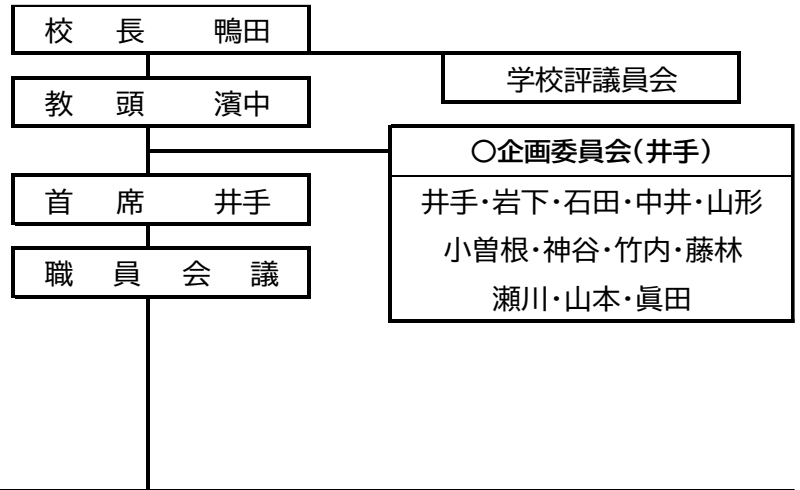 校　長　　鴨田
学校評議員会
教　頭　　濱中
〇企画委員会(井手)
首　席　　井手
井手・岩下・石田・中井・山形
小曽根・神谷・竹内・藤林
職　員　会　議
瀬川・山本・眞田